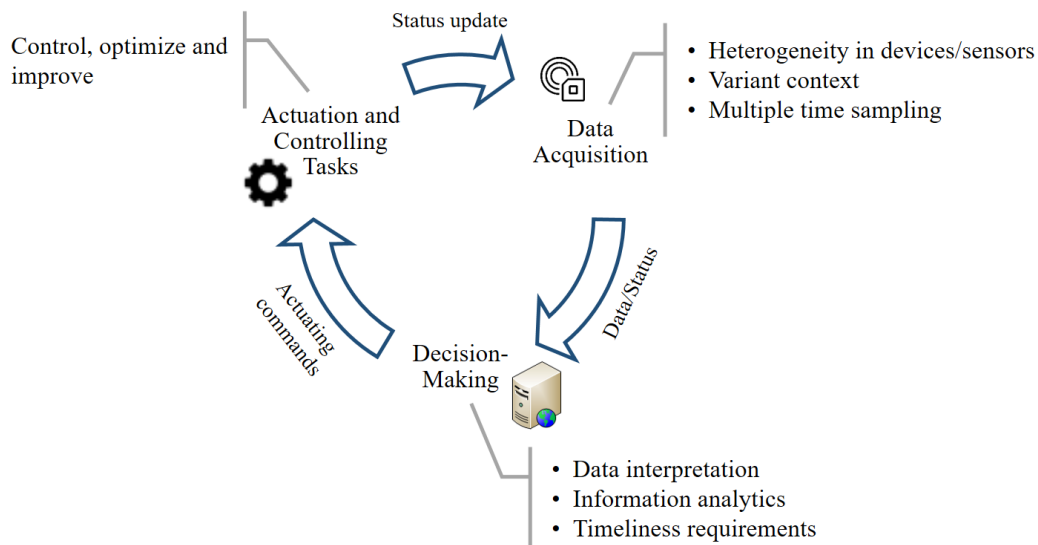 Status update
Control, optimize and
improve
Actuation and
Controlling
Tasks
Data
Acquisition
• Heterogeneity in devices/sensors
• Variant context
• Multiple time sampling
Data/Status
Actuating
commands
Decision-
Making
• Data interpretation
• Information analytics
• Timeliness requirements